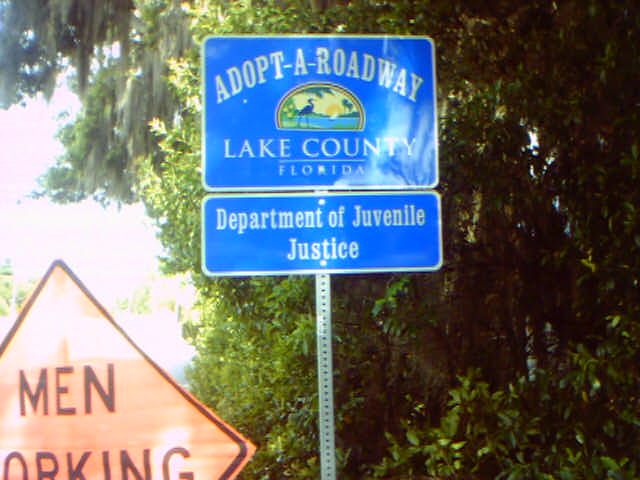 ADOPT-A-ROADWAY
LAKE COUNTY
FLORIDA
Department of Juvenile
Justice
MEN
ORKING